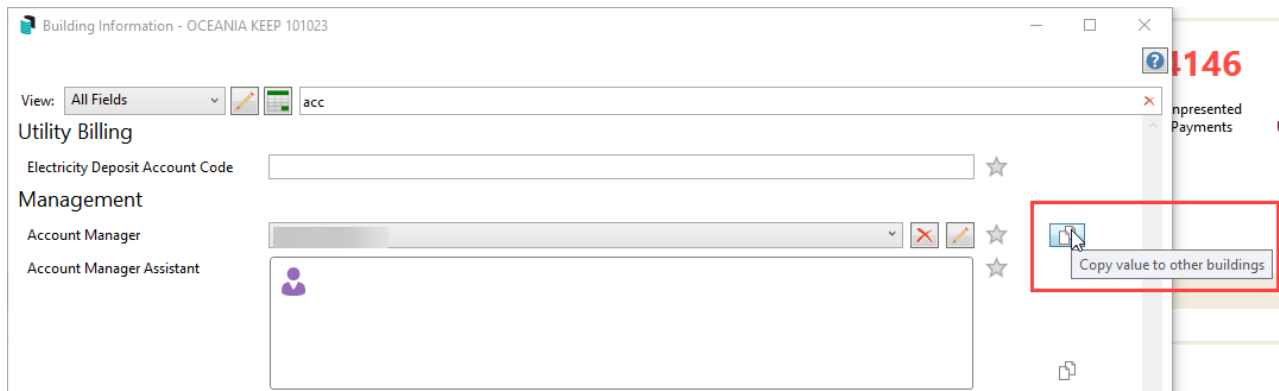 Building Information - OCEANIA KEEP 101023
View: All Fields acc
Utility Billing
Electricity Deposit Account Code
Management
Account Manager
Account Manager Assistant
Copy value to other buildings
4146
npresented
Payments